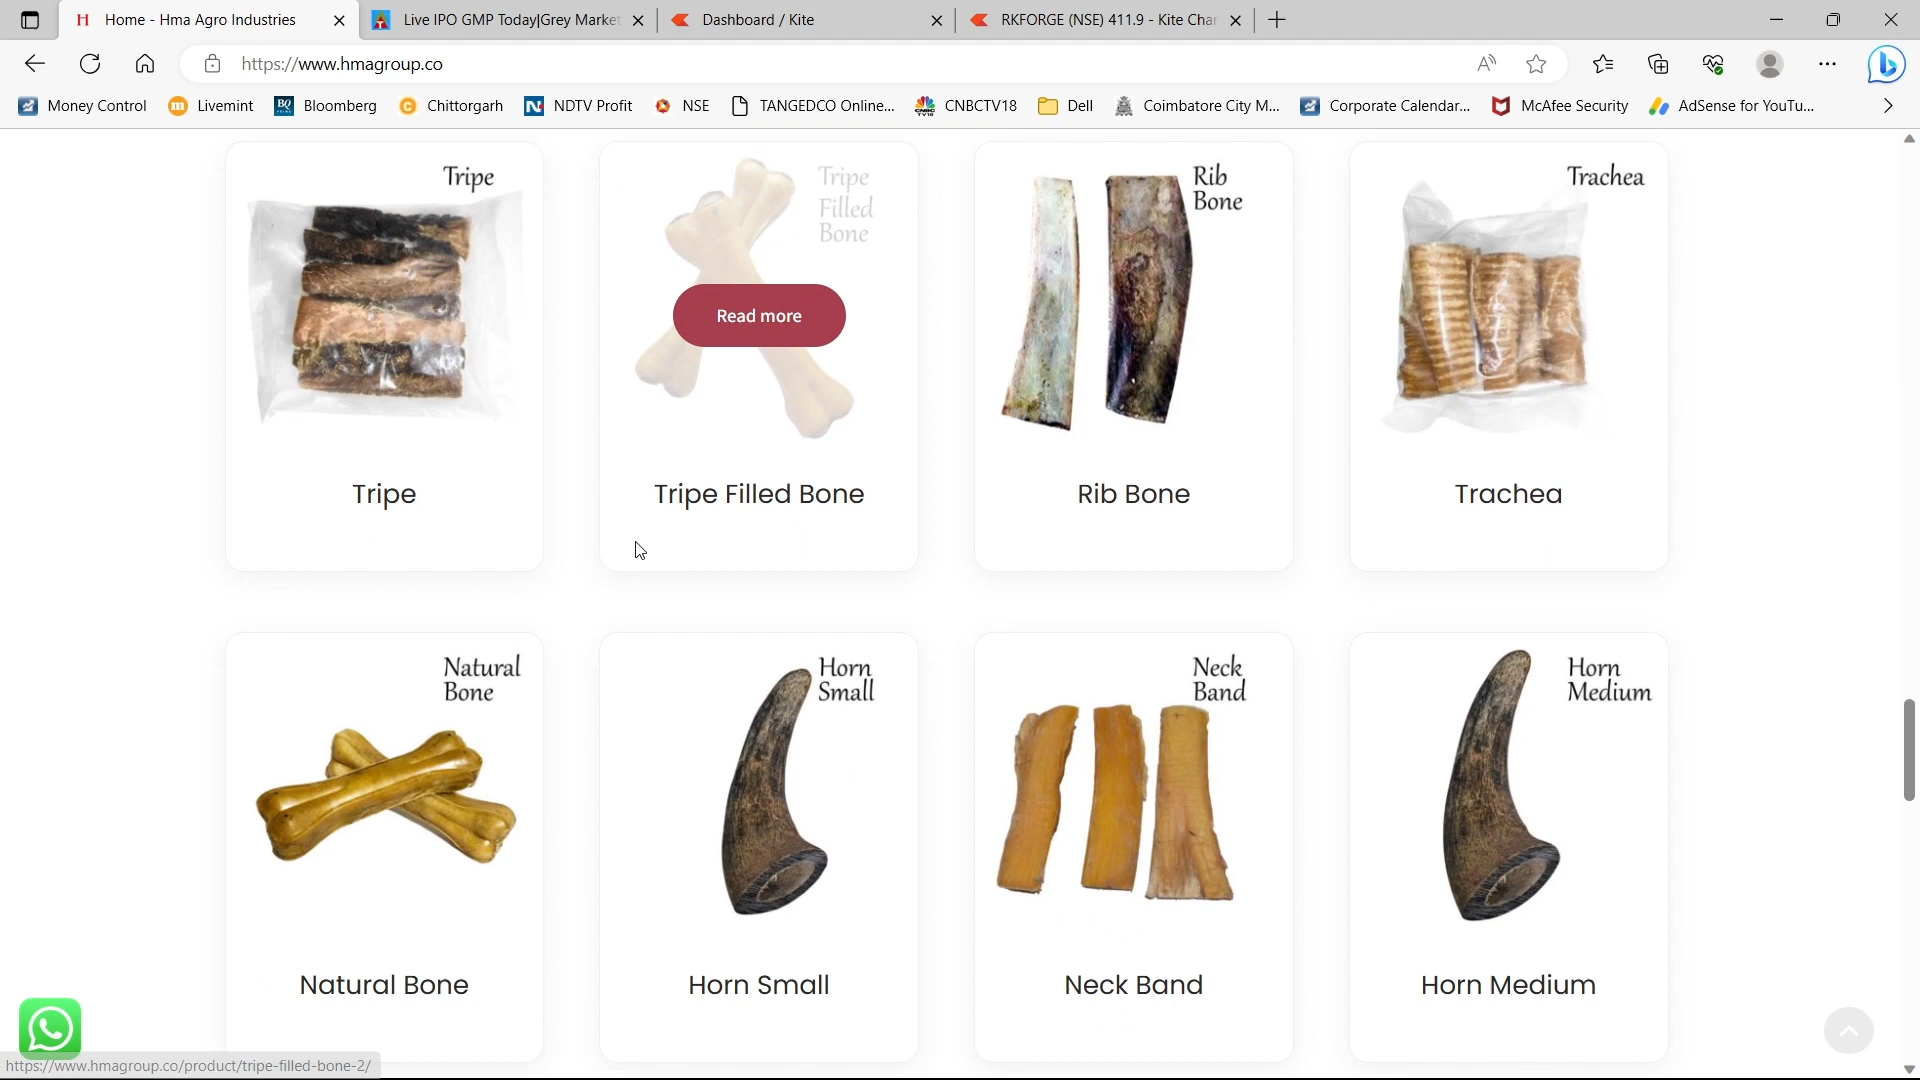 Home - Hma Agro Industries
Live IPO GMP Today|Grey Market
Dashboard / Kite
RKFORGE (NSE) 411.9 - Kite Char
https://www.hmagroup.co
Money Control
Livemint
Bloomberg
Chittorgarh
NDTV Profit
NSE
TANGEDCO Online...
CNBCTV18
Dell
Coimbatore City M...
Corporate Calendar...
McAfee Security
AdSense for YouTu...
Tripe
Tripe
Filled
Bone
Rib
Bone
Trachea
Read more
Tripe
Tripe Filled Bone
Rib Bone
Trachea
Natural
Bone
Horn
Small
Neck
Band
Horn
Medium
Natural Bone
Horn Small
Neck Band
Horn Medium
https://www.hmagroup.co/product/tripe-filled-bone-2/